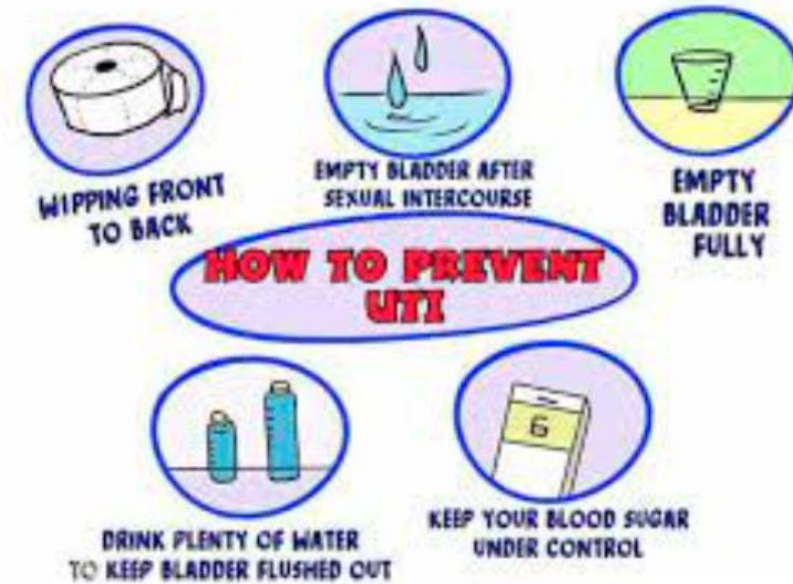 WIPPING FRONT
TO BACK
EMPTY BLADDER AFTER
SEXUAL INTERCOURSE
EMPTY
BLADDER
FULLY
HOW TO PREVENT
UTI
6
DRINK PLENTY OF WATER
TO KEEP BLADDER FLUSHED OUT
KEEP YOUR BLOOD SUGAR
UNDER CONTROL